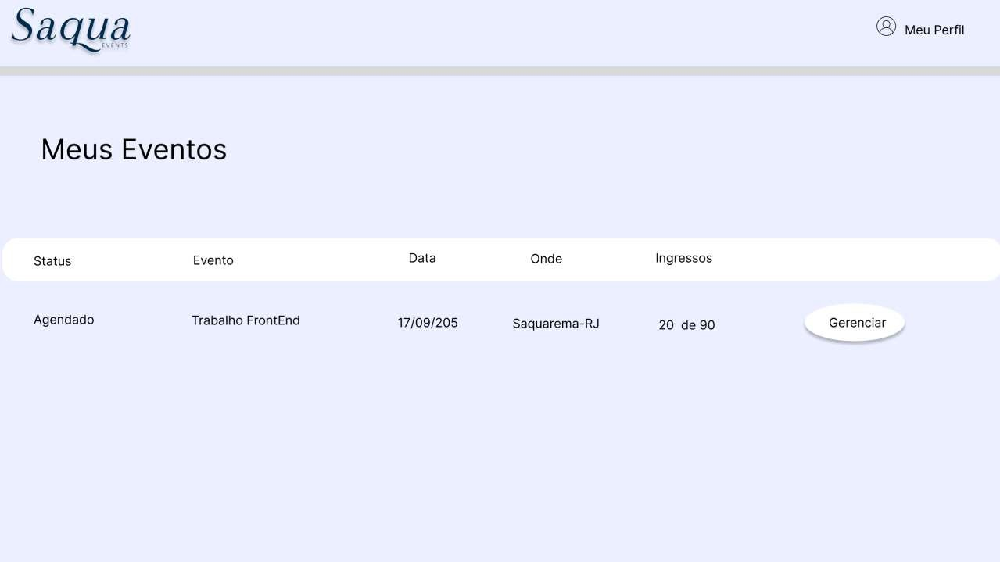 Saqua
EVENTS
Meu Perfil
Meus Eventos
Status Evento Data Onde Ingressos
Agendado Trabalho FrontEnd 17/09/205 Saquarema-RJ 20 de 90 Gerenciar